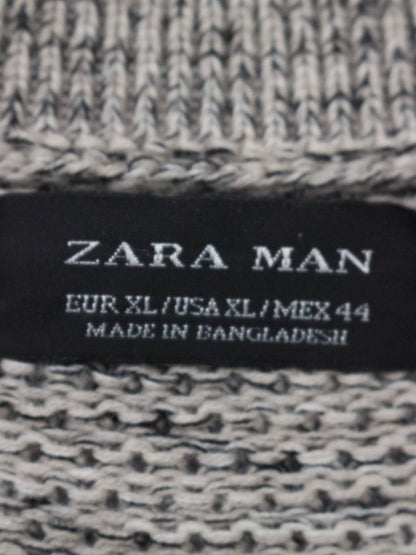 ZARA MAN
EUR XL / USA XL / MEX 44
MADE IN BANGLADESH